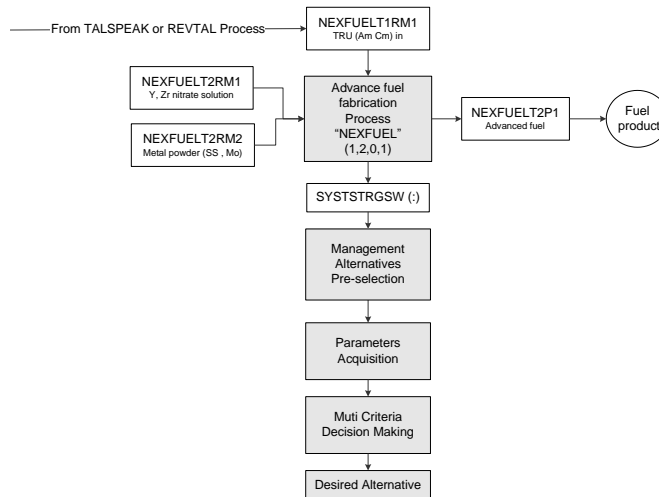 From TALSPEAK or REVTAL Process
NEXFUELT1RM1
TRU (Am Cm) in
NEXFUELT2RM1
Y, Zr nitrate solution
NEXFUELT2RM2
Metal powder (SS , Mo)
Advance fuel
fabrication
Process
“NEXFUEL”
(1,2,0,1)
NEXFUELT2P1
Advanced fuel
Fuel
product
SYSTSTRGSW (:)
Management
Alternatives
Pre-selection
Parameters
Acquisition
Muti Criteria
Decision Making
Desired Alternative